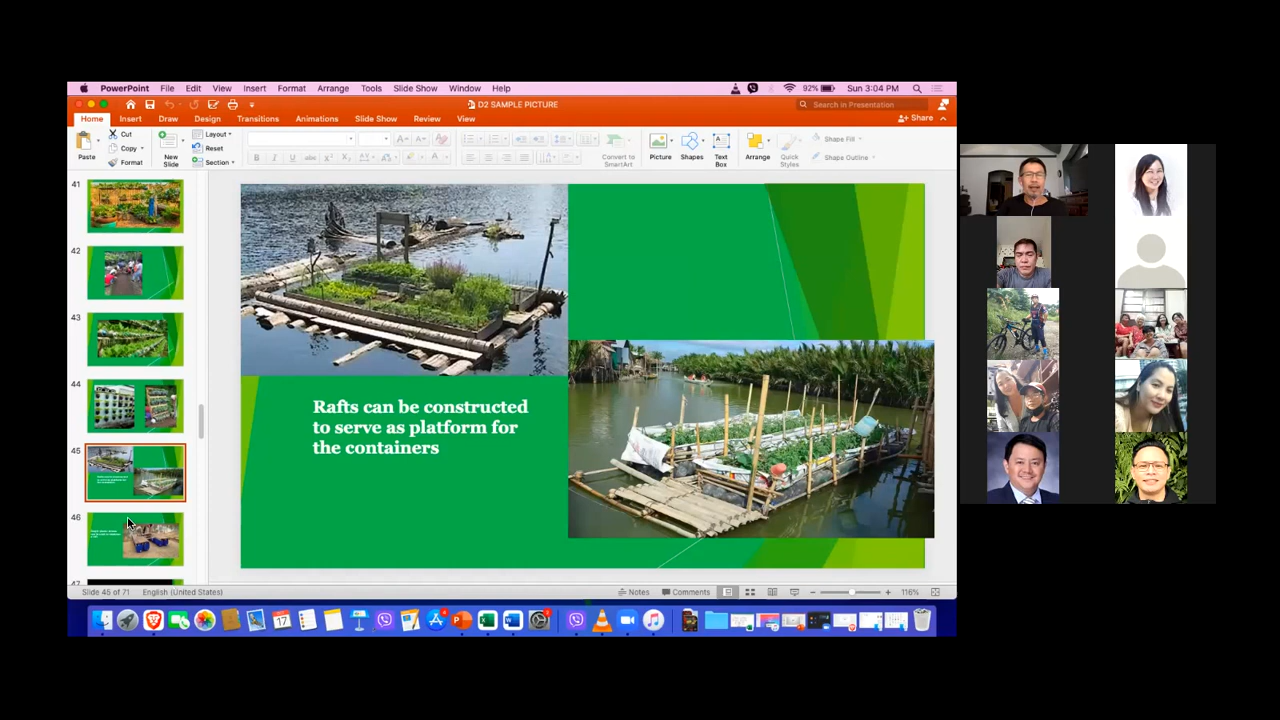 PowerPoint File Edit View Insert Format Arrange Tools Slide Show Window Help
92% Sun 3:04 PM
D2 SAMPLE PICTURE
Search in Presentation
Home Insert Draw Design Transitions Animations Slide Show Review View
Share
Paste
Cut
Copy
Format
New Slide
Layout
Reset
Section
Convert to SmartArt
Picture
Shapes
Text Box
Arrange
Quick Styles
Shape Fill
Shape Outline
41
42
43
44
45
46
47
Rafts can be constructed
to serve as platform for
the containers
Slide 45 of 71 English (United States)
Notes Comments
116%
17